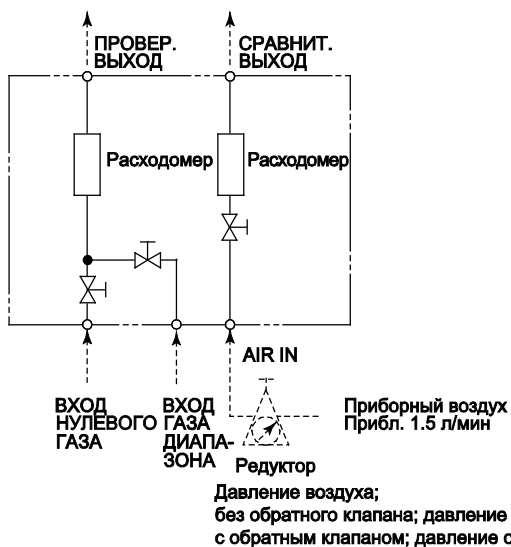 ПРОВЕР.
ВЫХОД
СРАВНИТ.
ВЫХОД
Расходомер
Расходомер
AIR IN
ВХОД
НУЛЕВОГО
ГАЗА
ВХОД
ГАЗА
ДИАПА-
ЗОНА
Редуктор
Приборный воздух
Прибл. 1.5 л/мин
Давление воздуха;
без обратного клапана; давление
с обратным клапаном; давление